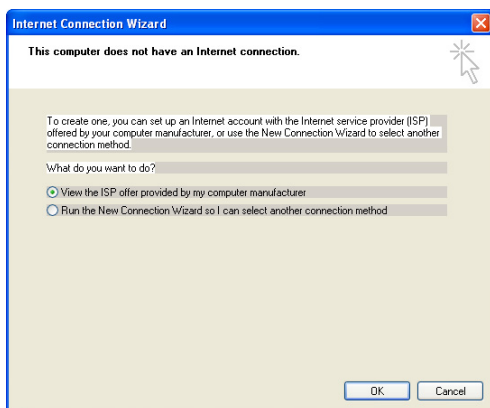 Internet Connection Wizard
This computer does not have an Internet connection.
To create one, you can set up an Internet account with the Internet service provider (ISP)
offered by your computer manufacturer, or use the New Connection Wizard to select another
connection method.
What do you want to do?
View the ISP offer provided by my computer manufacturer
Run the New Connection Wizard so I can select another connection method
OK Cancel